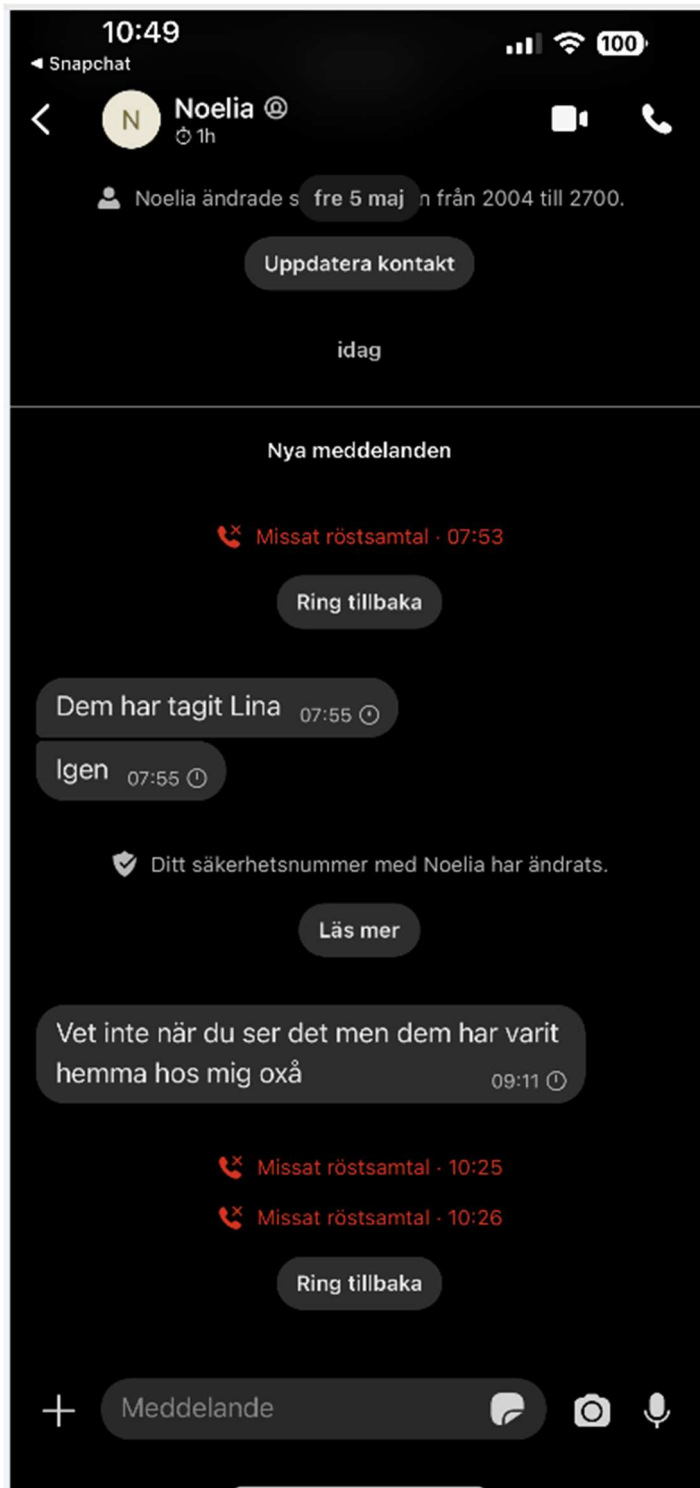 10:49
100
◀ Snapchat
N
Noelia
1h
Noelia ändrade s fre 5 maj n från 2004 till 2700.
Uppdatera kontakt
idag
Nya meddelanden
Missat röstsamtal · 07:53
Ring tillbaka
Dem har tagit Lina 07:55
Igen 07:55
Ditt säkerhetsnummer med Noelia har ändrats.
Läs mer
Vet inte när du ser det men dem har varit
hemma hos mig oxå 09:11
Missat röstsamtal · 10:25
Missat röstsamtal · 10:26
Ring tillbaka
Meddelande